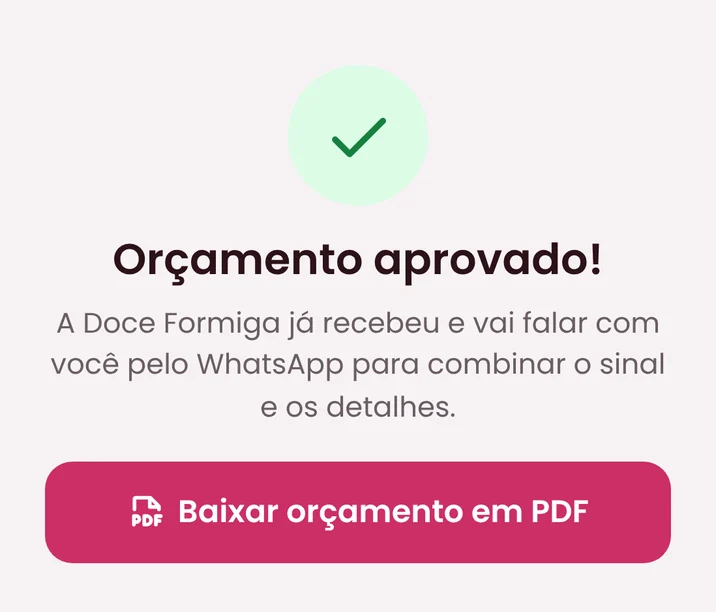 Orçamento aprovado!
A Doce Formiga já recebeu e vai falar com
você pelo WhatsApp para combinar o sinal
e os detalhes.
PDF Baixar orçamento em PDF